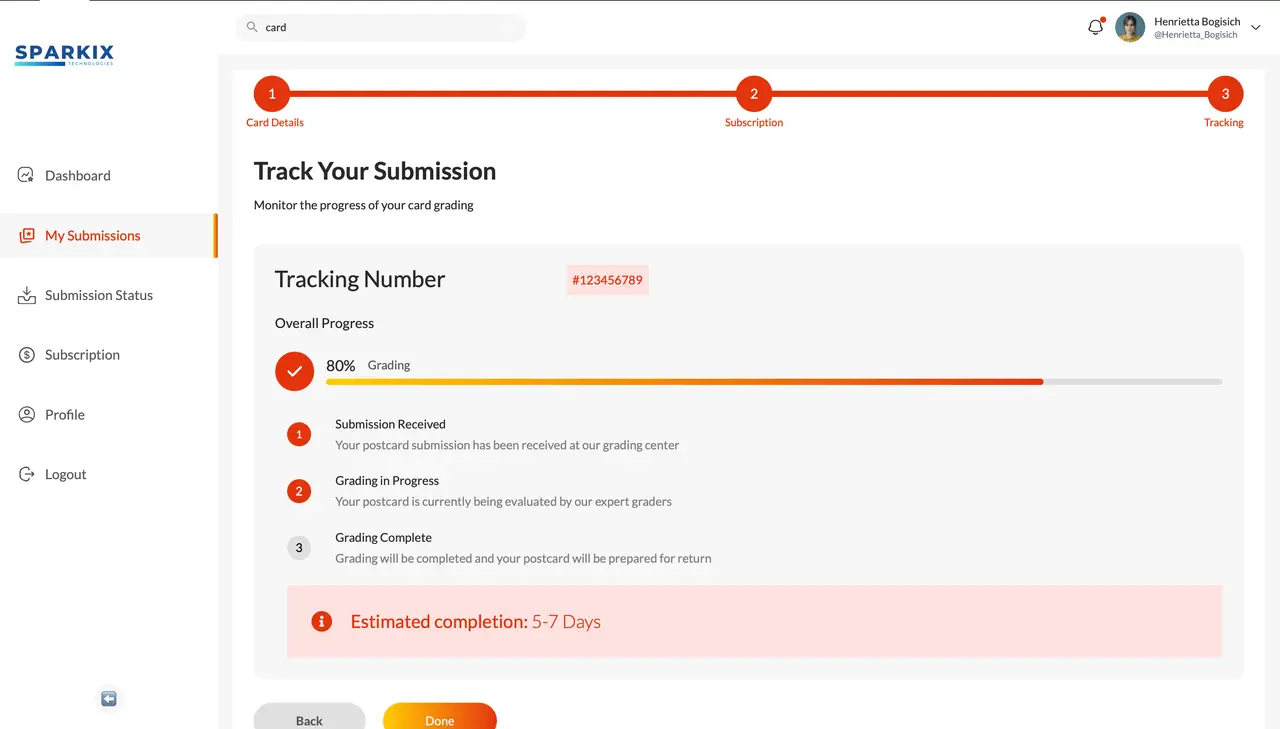 card
Henrietta Bogisich
@Henrietta_Bogisich
SPARKIX
TECHNOLOGIES
1
2
3
Card Details
Subscription
Tracking
Dashboard
My Submissions
Submission Status
Subscription
Profile
Logout
Track Your Submission
Monitor the progress of your card grading
Tracking Number
#123456789
Overall Progress
80% Grading
1
Submission Received
Your postcard submission has been received at our grading center
2
Grading in Progress
Your postcard is currently being evaluated by our expert graders
3
Grading Complete
Grading will be completed and your postcard will be prepared for return
Estimated completion: 5-7 Days
Back
Done